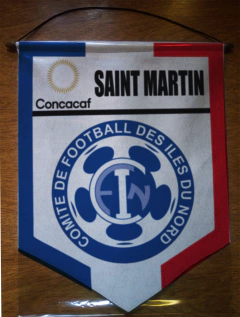 SAINT MARTIN
Concacaf
COMITE DE FOOTBALL DES ILES DU NORD
CFIN